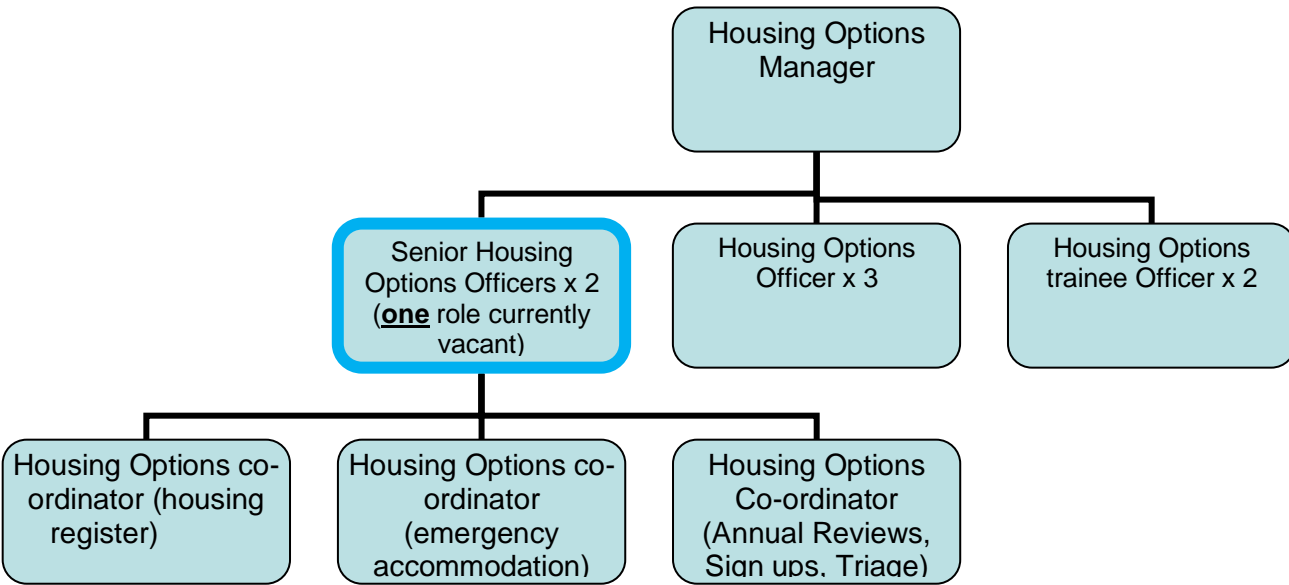 Housing Options
Manager
Senior Housing
Options Officers x 2
(one role currently
vacant)
Housing Options
Officer x 3
Housing Options
trainee Officer x 2
Housing Options co-
ordinator (housing
register)
Housing Options co-
ordinator
(emergency
accommodation)
Housing Options
Co-ordinator
(Annual Reviews,
Sign ups, Triage)